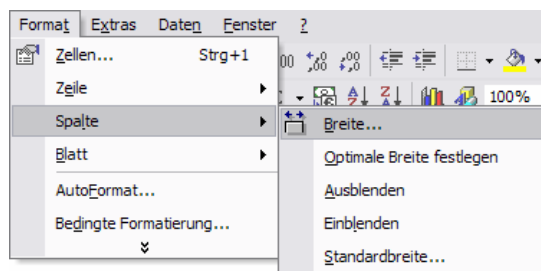 Format Extras Daten Fenster ?
Zellen... Strg+1
Zeile
Spalte
Blatt
AutoFormat...
Bedingte Formatierung...
100%
Breite...
Optimale Breite festlegen
Ausblenden
Einblenden
Standardbreite...